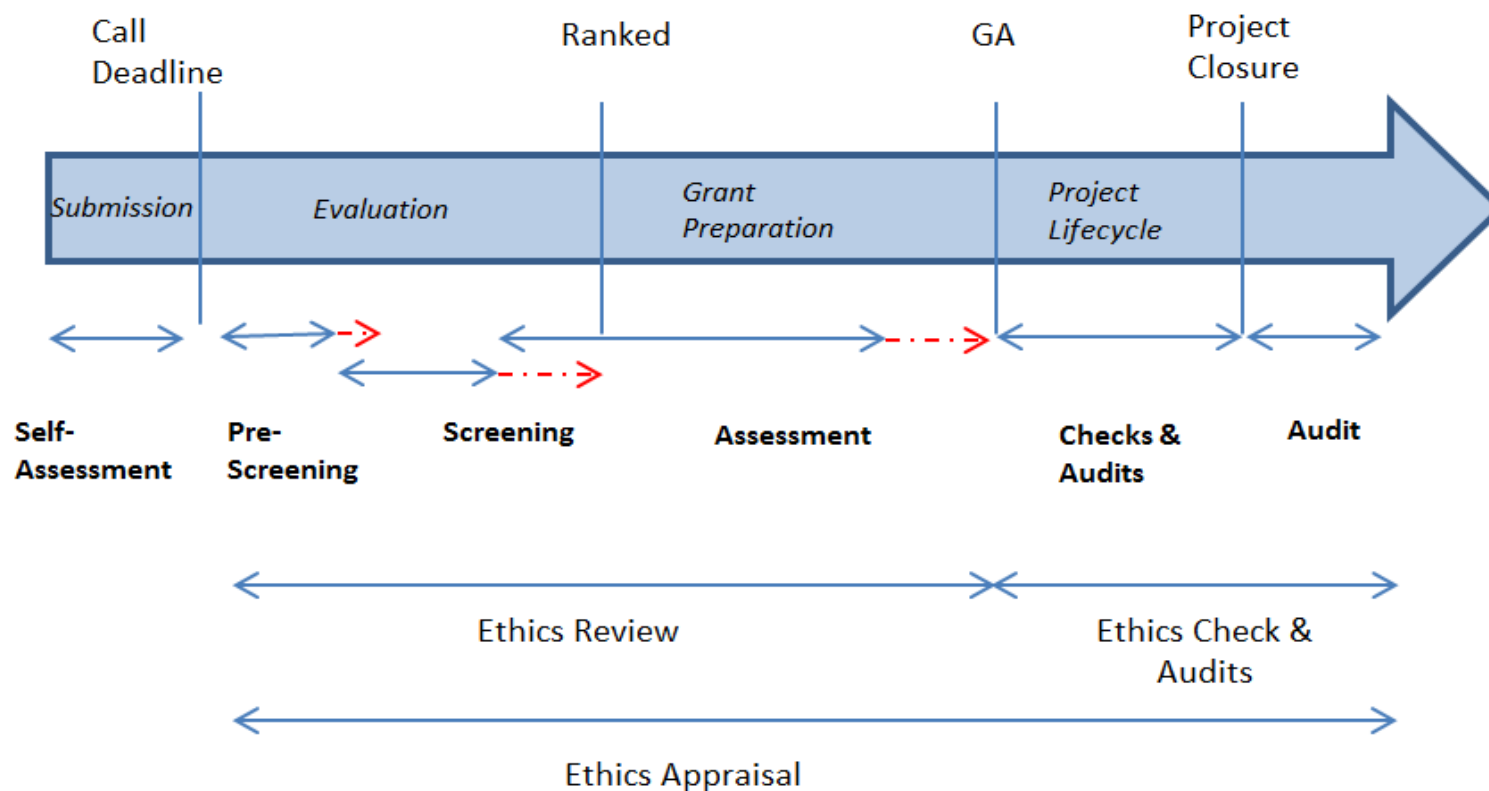 Call
Deadline
Ranked
GA
Project
Closure
Submission
Evaluation
Grant
Preparation
Project
Lifecycle
Self-
Assessment
Pre-
Screening
Screening
Assessment
Checks &
Audits
Audit
Ethics Review
Ethics Check &
Audits
Ethics Appraisal